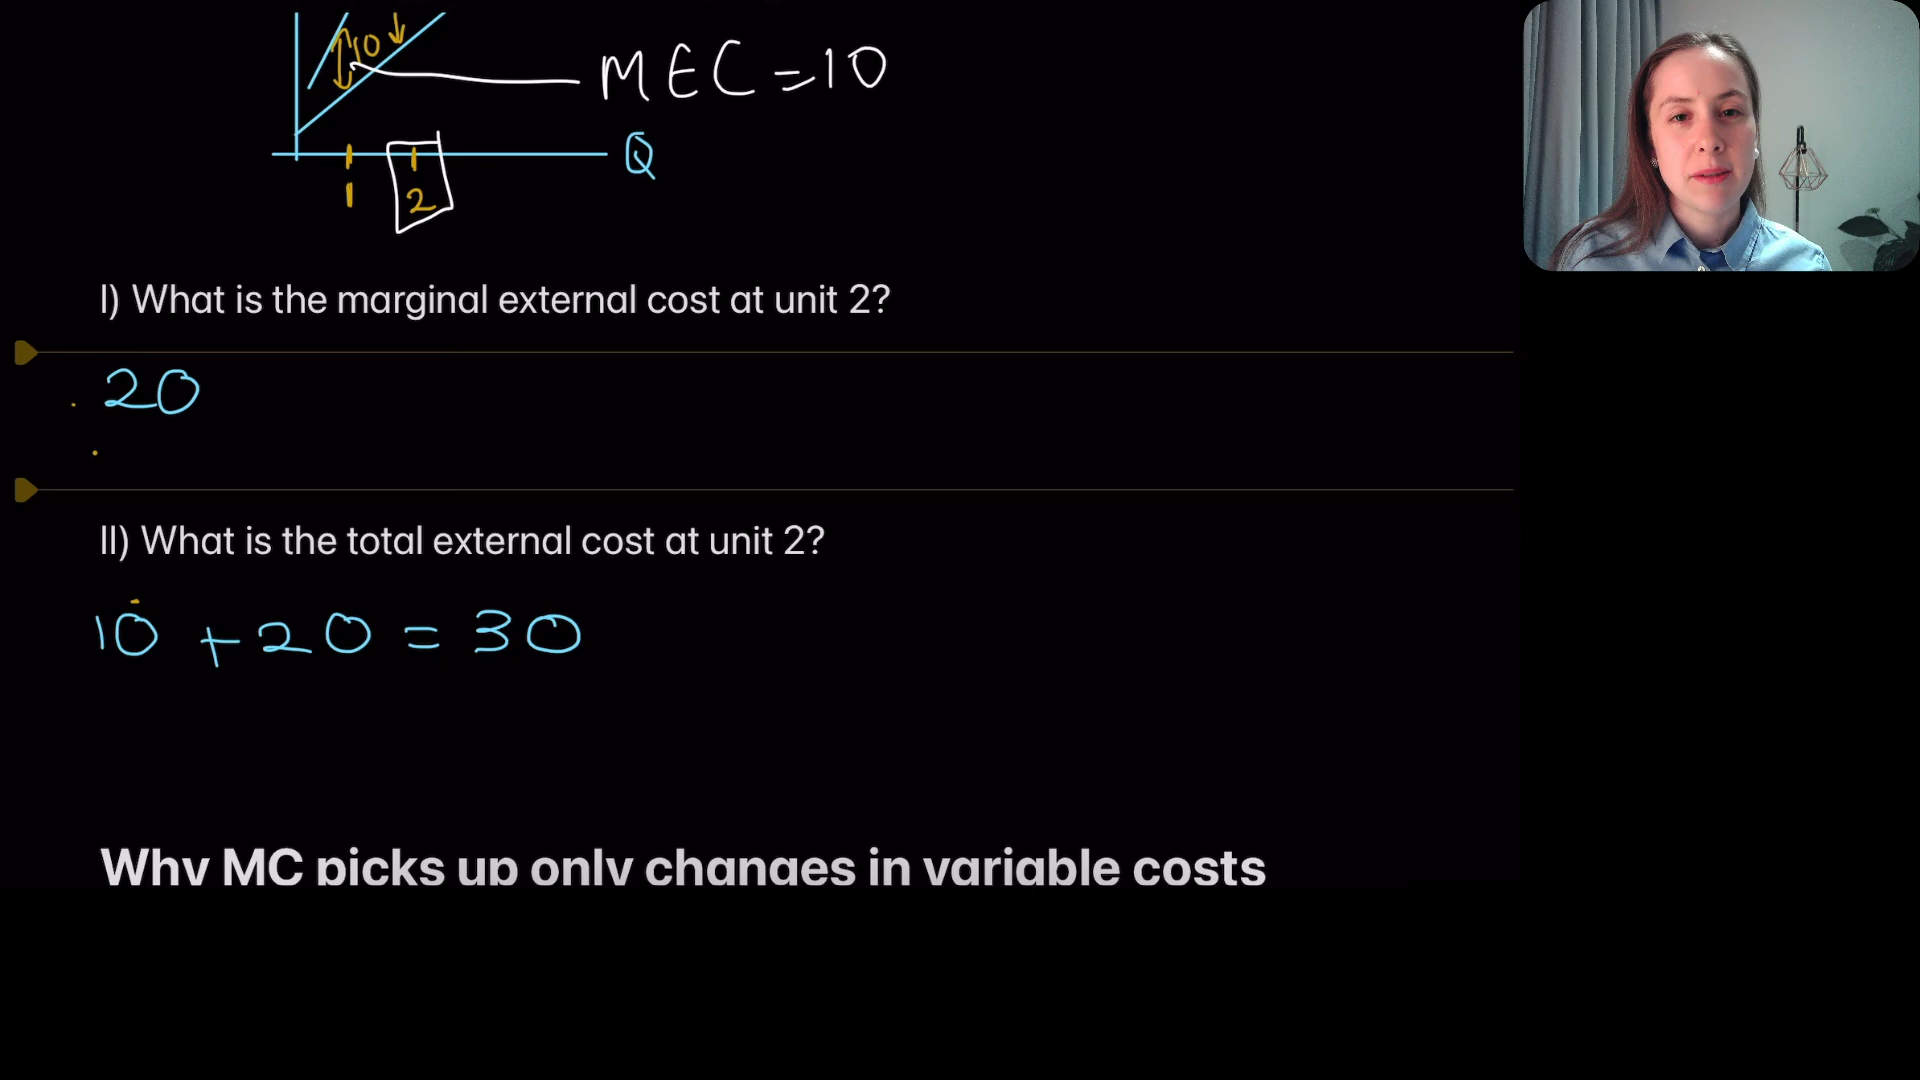 10
MEC = 10
Q
1
2
I) What is the marginal external cost at unit 2?
20
II) What is the total external cost at unit 2?
10 + 20 = 30
Why MC picks up only changes in variable costs